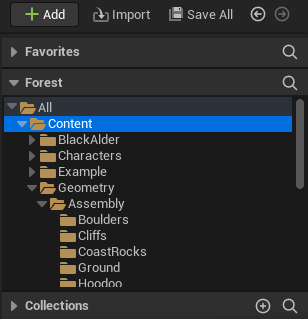 Add Import Save All
Favorites
Forest
All
Content
BlackAlder
Characters
Example
Geometry
Assembly
Boulders
Cliffs
CoastRocks
Ground
Hoodoo
Collections